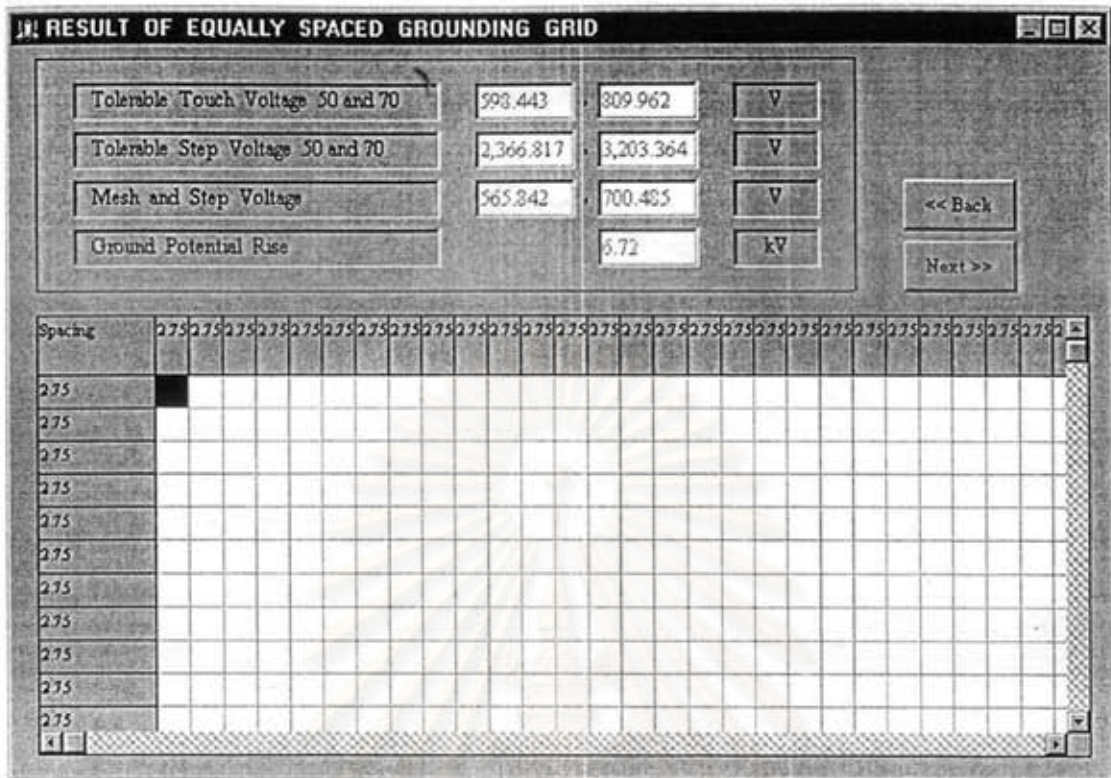 RESULT OF EQUALLY SPACED GROUNDING GRID
Tolerable Touch Voltage 50 and 70 598.443 , 809.962 V
Tolerable Step Voltage 50 and 70 2,366.817 , 3,203.364 V
Mesh and Step Voltage 565.842 , 700.485 V
<< Back
Ground Potential Rise 6.72 kV
Next >>
Spacing 2.75 2.75 2.75 2.75 2.75 2.75 2.75 2.75 2.75 2.75 2.75 2.75 2.75 2.75 2.75 2.75 2.75 2.75 2.75 2.75 2.75 2.75 2.75 2.75 2.75 2.75 2.75 2
2.75
2.75
2.75
2.75
2.75
2.75
2.75
2.75
2.75
2.75
2.75